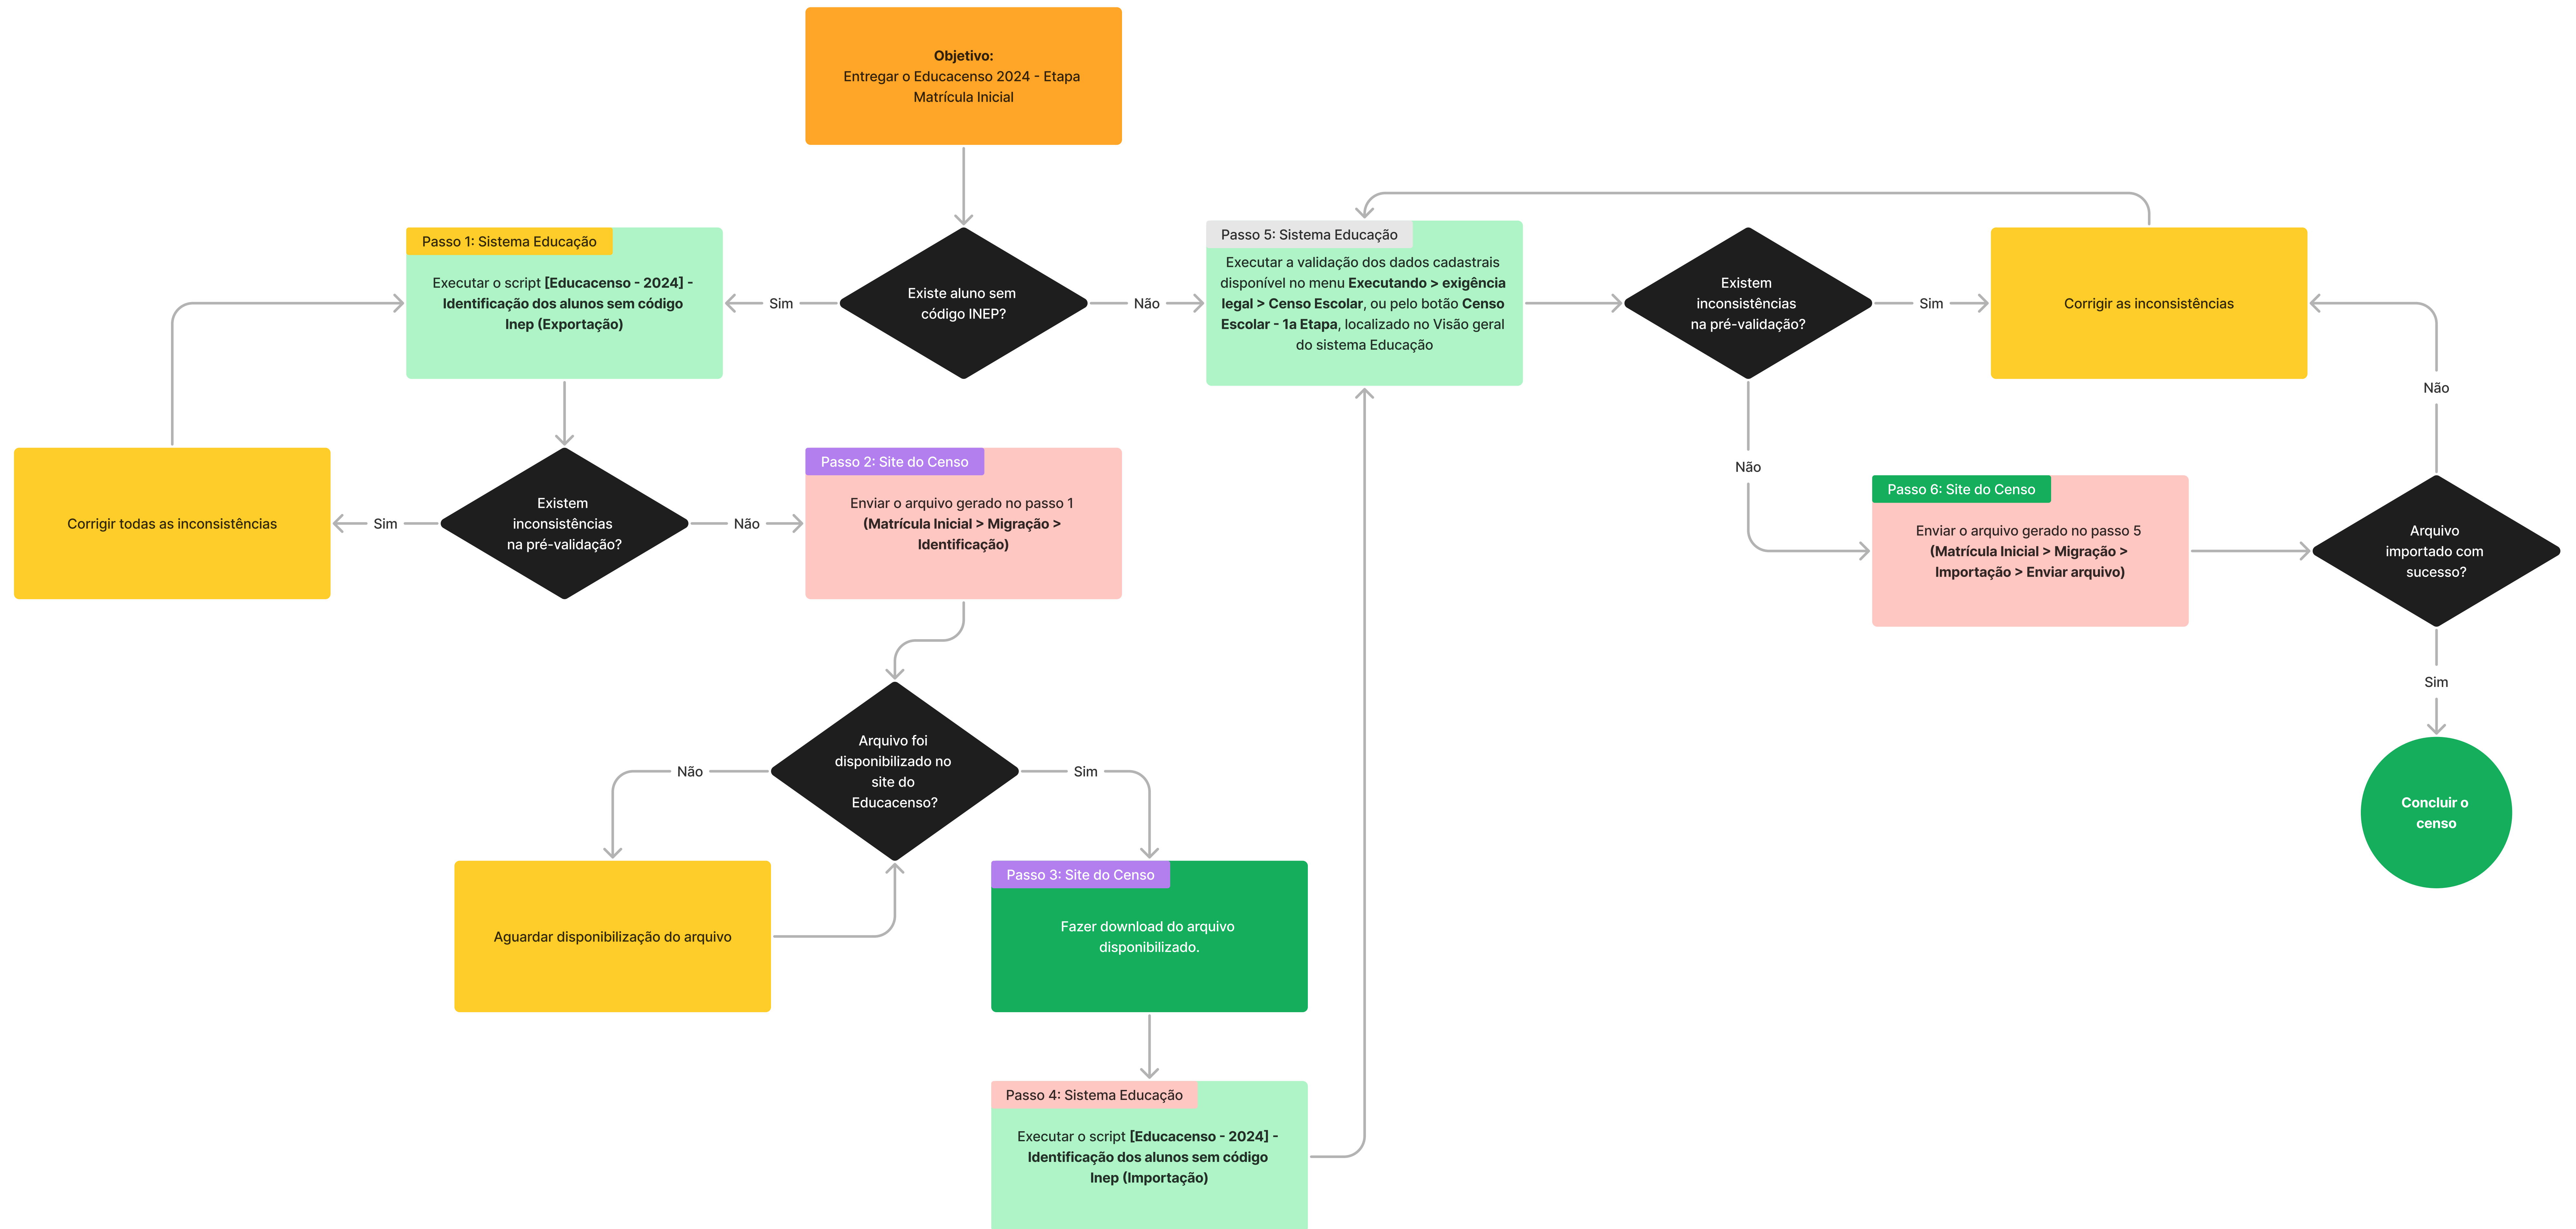 Objetivo:
Entregar o Educacenso 2024 - Etapa
Matrícula Inicial
Passo 1: Sistema Educação
Executar o script [Educacenso - 2024] -
Identificação dos alunos sem código
Inep (Exportação)
Sim
Existe aluno sem
código INEP?
Não
Passo 5: Sistema Educação
Executar a validação dos dados cadastrais
disponível no menu Executando > exigência
legal > Censo Escolar, ou pelo botão Censo
Escolar - 1a Etapa, localizado no Visão geral
do sistema Educação
Existem
inconsistências
na pré-validação?
Sim
Corrigir as inconsistências
Não
Não
Corrigir todas as inconsistências
Sim
Existem
inconsistências
na pré-validação?
Não
Passo 2: Site do Censo
Enviar o arquivo gerado no passo 1
(Matrícula Inicial > Migração >
Identificação)
Passo 6: Site do Censo
Enviar o arquivo gerado no passo 5
(Matrícula Inicial > Migração >
Importação > Enviar arquivo)
Arquivo
importado com
sucesso?
Sim
Concluir o
censo
Não
Arquivo foi
disponibilizado no
site do
Educacenso?
Sim
Aguardar disponibilização do arquivo
Passo 3: Site do Censo
Fazer download do arquivo
disponibilizado.
Passo 4: Sistema Educação
Executar o script [Educacenso - 2024] -
Identificação dos alunos sem código
Inep (Importação)